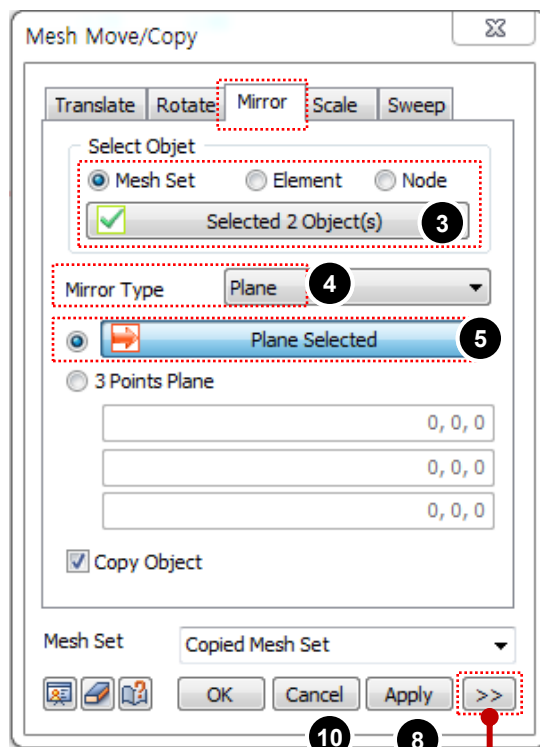 Mesh Move/Copy
Translate Rotate Mirror Scale Sweep
Select Objet
Mesh Set Element Node
Selected 2 Object(s) 3
Mirror Type Plane 4
Plane Selected 5
3 Points Plane
0, 0, 0
0, 0, 0
0, 0, 0
Copy Object
Mesh Set Copied Mesh Set
OK Cancel Apply >>
10 8